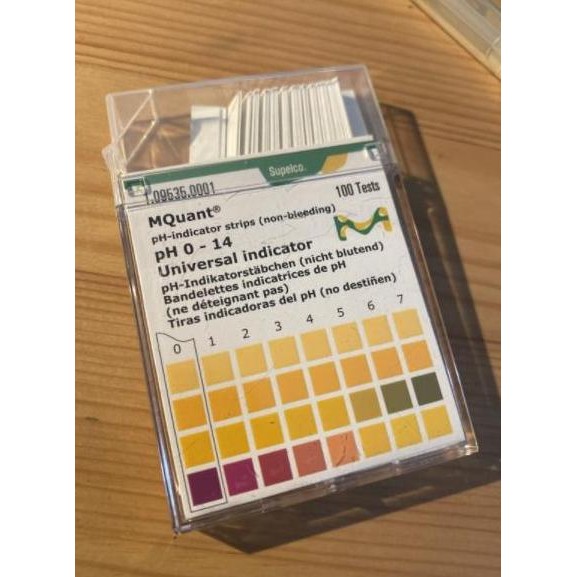 Supelco.
1.09535.0001
100 Tests
MQuant®
pH-indicator strips (non-bleeding)
pH 0 - 14
Universal indicator
pH-Indikatorstäbchen (nicht blutend)
Bandelettes indicatrices de pH
(ne déteignant pas)
Tiras indicadoras del pH (no destiñen)
0 1 2 3 4 5 6 7